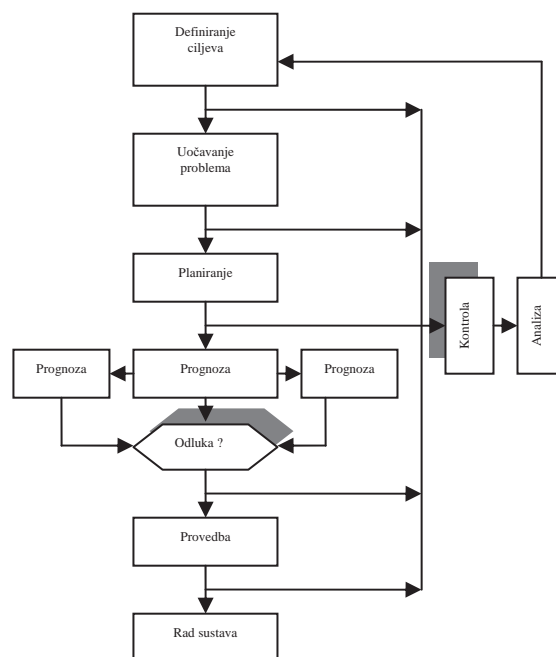 Definiranje
ciljeva
Uočavanje
problema
Planiranje
Kontrola
Analiza
Prognoza
Prognoza
Prognoza
Odluka ?
Provedba
Rad sustava